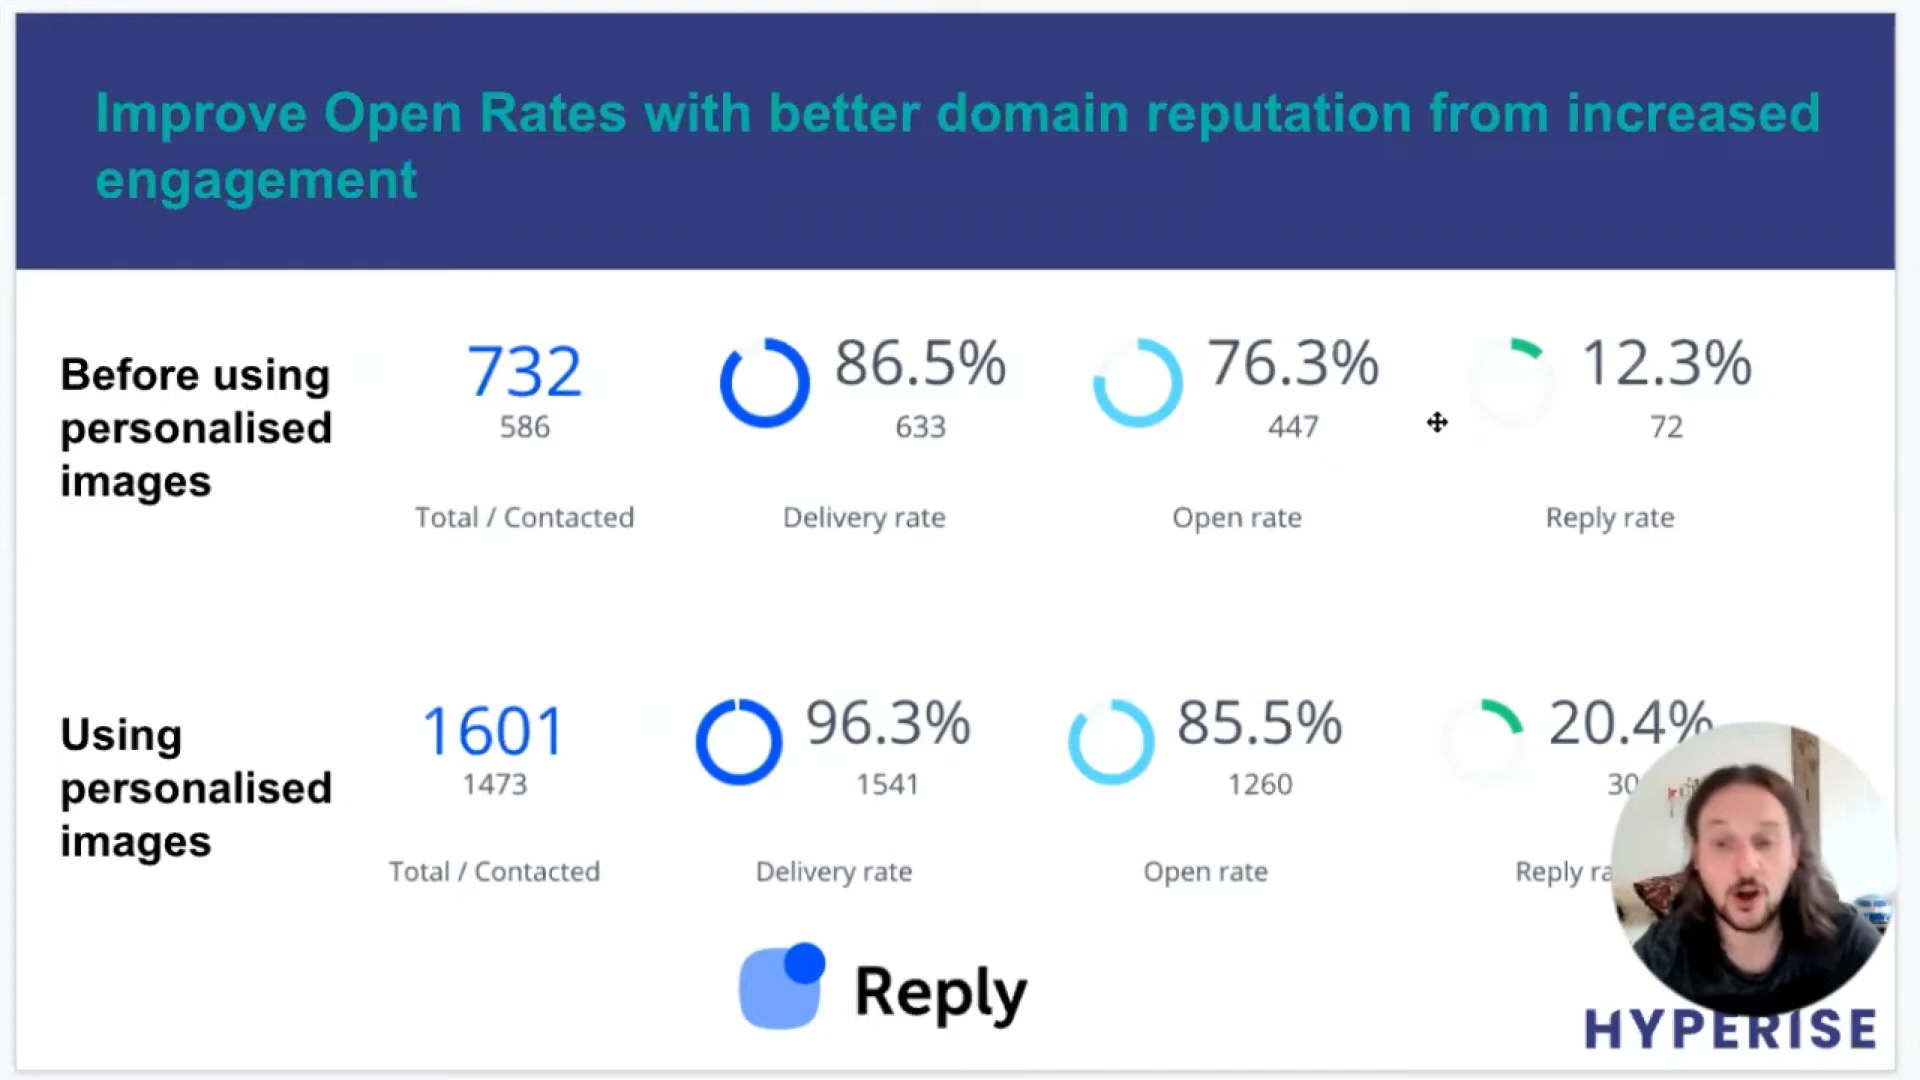 Improve Open Rates with better domain reputation from increased
engagement
Before using
personalised
images
732
586
Total / Contacted
86.5%
633
Delivery rate
76.3%
447
Open rate
12.3%
72
Reply rate
Using
personalised
images
1601
1473
Total / Contacted
96.3%
1541
Delivery rate
85.5%
1260
Open rate
20.4%
Reply
Reply
HYPERISE